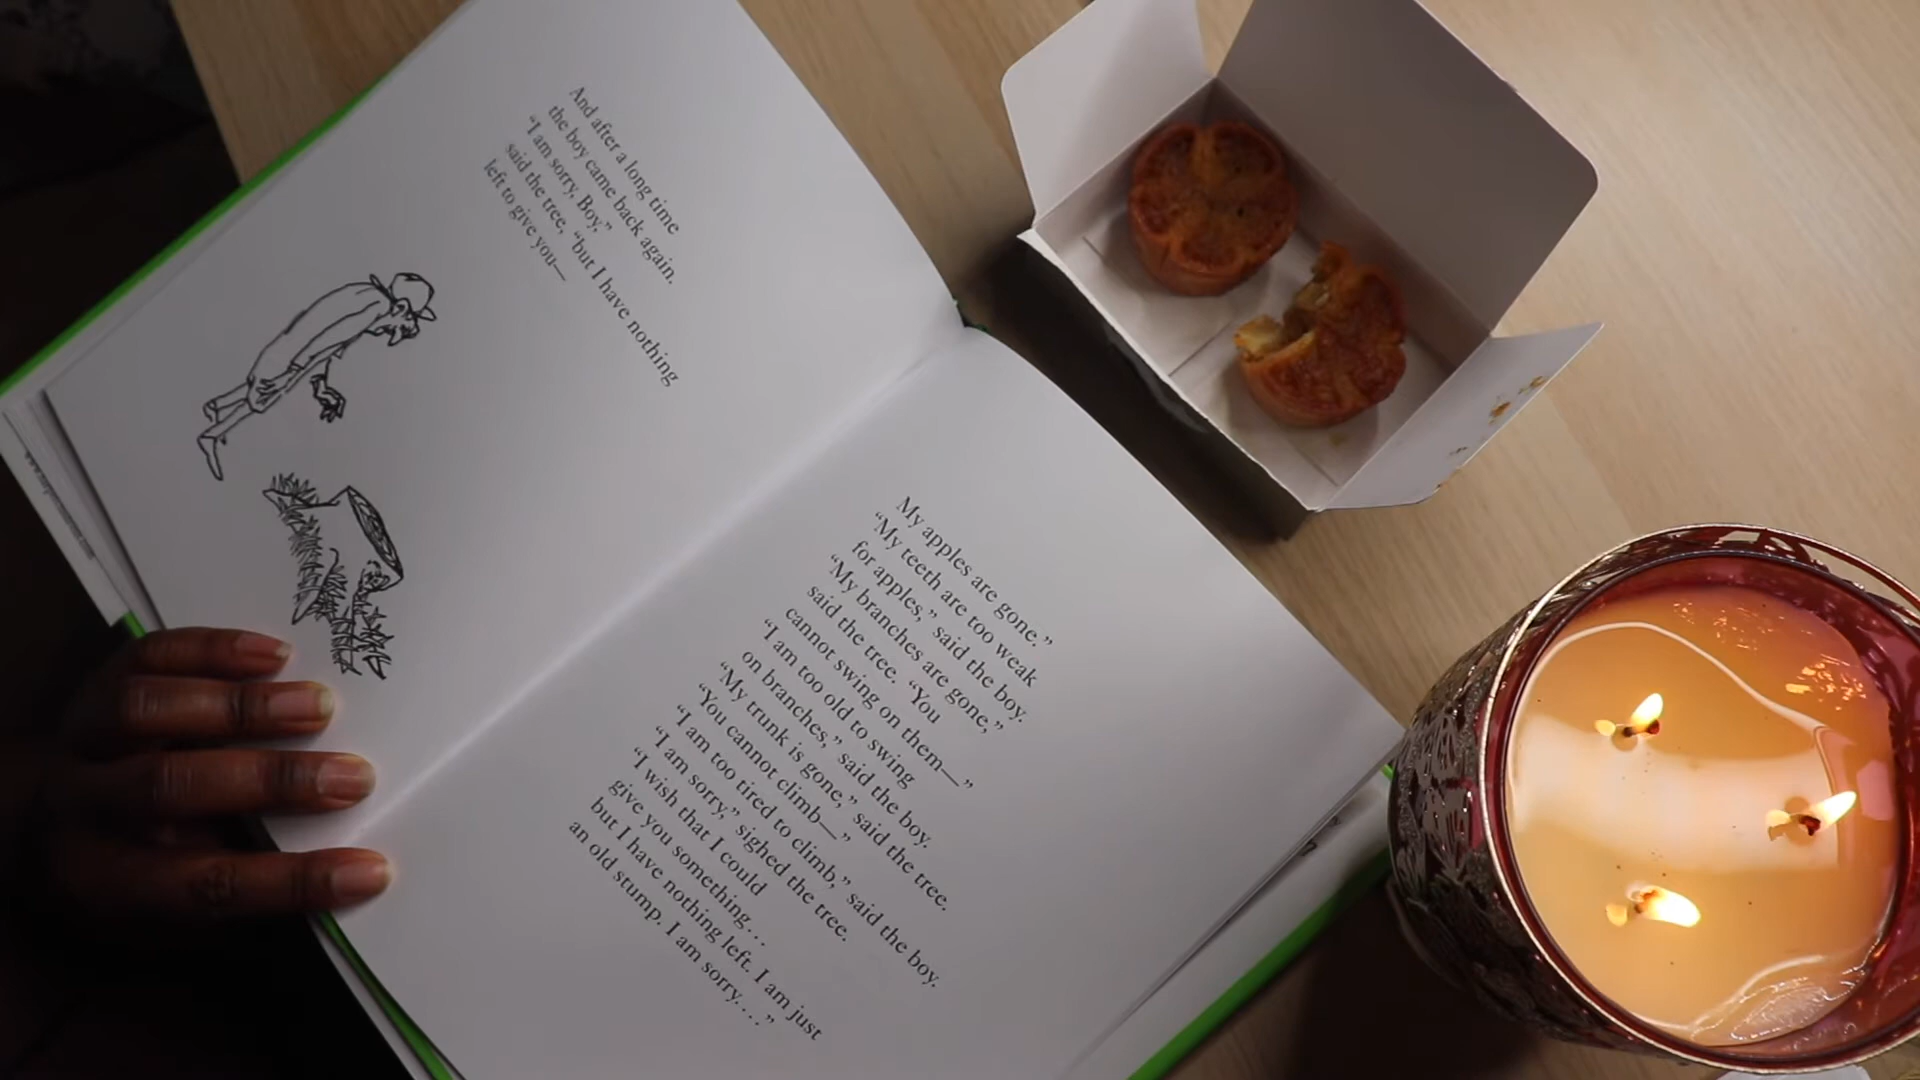 And after a long time
the boy came back again.
“I am sorry, Boy,”
said the tree, “but I have nothing
left to give you—
My apples are gone.”
“My teeth are too weak
for apples,” said the boy.
“My branches are gone,”
said the tree. “You
cannot swing on them—”
“I am too old to swing
on branches,” said the boy.
“My trunk is gone,” said the tree.
“You cannot climb—”
“I am too tired to climb,” said the boy.
“I am sorry,” sighed the tree.
“I wish that I could
give you something...
but I have nothing left. I am just
an old stump. I am sorry....”